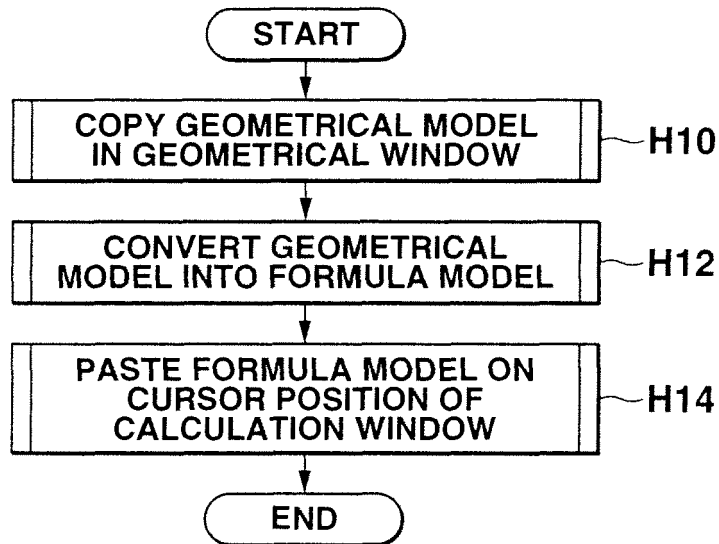 START
COPY GEOMETRICAL MODEL
IN GEOMETRICAL WINDOW
H10
CONVERT GEOMETRICAL
MODEL INTO FORMULA MODEL
H12
PASTE FORMULA MODEL ON
CURSOR POSITION OF
CALCULATION WINDOW
H14
END